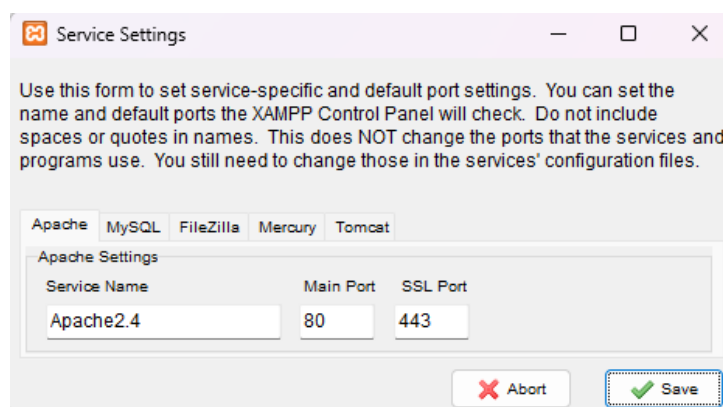 Service Settings
Use this form to set service-specific and default port settings.  You can set the
name and default ports the XAMPP Control Panel will check.  Do not include
spaces or quotes in names.  This does NOT change the ports that the services and
programs use.  You still need to change those in the services' configuration files.
Apache MySQL FileZilla Mercury Tomcat
Apache Settings
Service Name Main Port SSL Port
Apache2.4 80 443
Abort Save